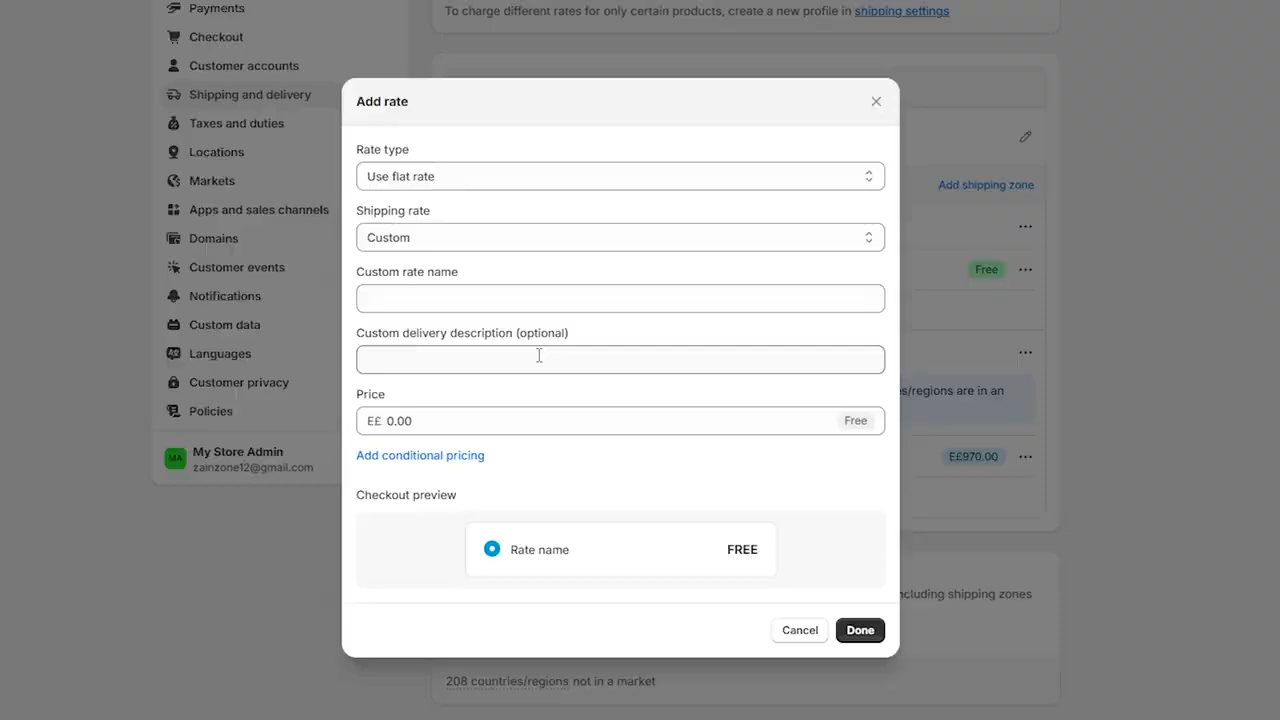 Payments
Checkout
Customer accounts
Shipping and delivery
Taxes and duties
Locations
Markets
Apps and sales channels
Domains
Customer events
Notifications
Custom data
Languages
Customer privacy
Policies
MA
My Store Admin
zainzone12@gmail.com
To charge different rates for only certain products, create a new profile in shipping settings
Add rate
Rate type
Use flat rate
Shipping rate
Custom
Custom rate name
Custom delivery description (optional)
Price
E£ 0.00
Free
Add conditional pricing
Checkout preview
Rate name
FREE
Cancel
Done
Add shipping zone
Free
es/regions are in an
E£970.00
ncluding shipping zones
208 countries/regions not in a market